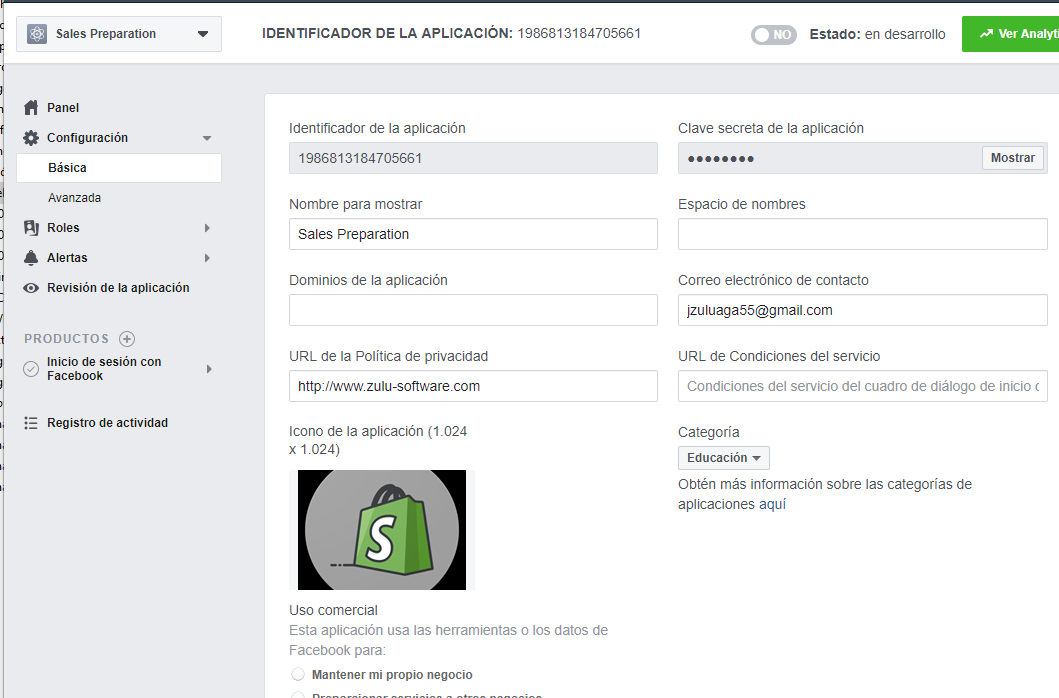 Sales Preparation
IDENTIFICADOR DE LA APLICACIÓN: 1986813184705661
NO
Estado: en desarrollo
Ver Analyti
Panel
Configuración
Básica
Avanzada
Roles
Alertas
Revisión de la aplicación
PRODUCTOS
Inicio de sesión con
Facebook
Registro de actividad
Identificador de la aplicación
1986813184705661
Clave secreta de la aplicación
●●●●●●●●
Mostrar
Nombre para mostrar
Sales Preparation
Espacio de nombres
Dominios de la aplicación
Correo electrónico de contacto
jzuluaga55@gmail.com
URL de la Política de privacidad
http://www.zulu-software.com
URL de Condiciones del servicio
Condiciones del servicio del cuadro de diálogo de inicio d
Icono de la aplicación (1.024
x 1.024)
S
Categoría
Educación
Obtén más información sobre las categorías de
aplicaciones aquí
Uso comercial
Esta aplicación usa las herramientas o los datos de
Facebook para:
Mantener mi propio negocio
Proporcionar servicios a otros negocios